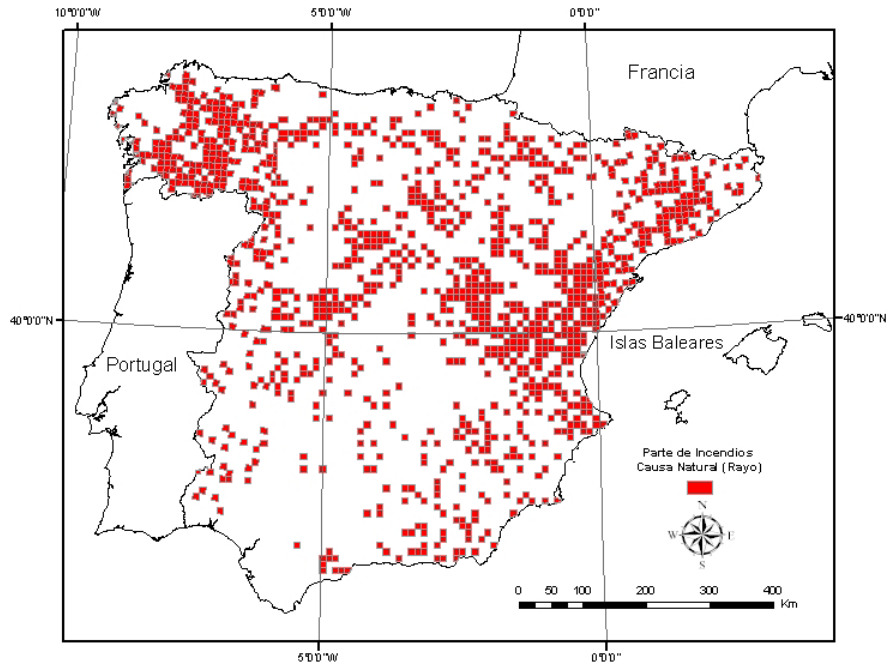 10°0'0"W
5°0'0"W
0°0'0"
Francia
40°0'0"N
40°0'0"N
Portugal
Islas Baleares
Parte de Incendios
Causa Natural (Rayo)
N
W
E
S
0 50 100 200 300 400
Km
5°0'0"W
0°0'0"